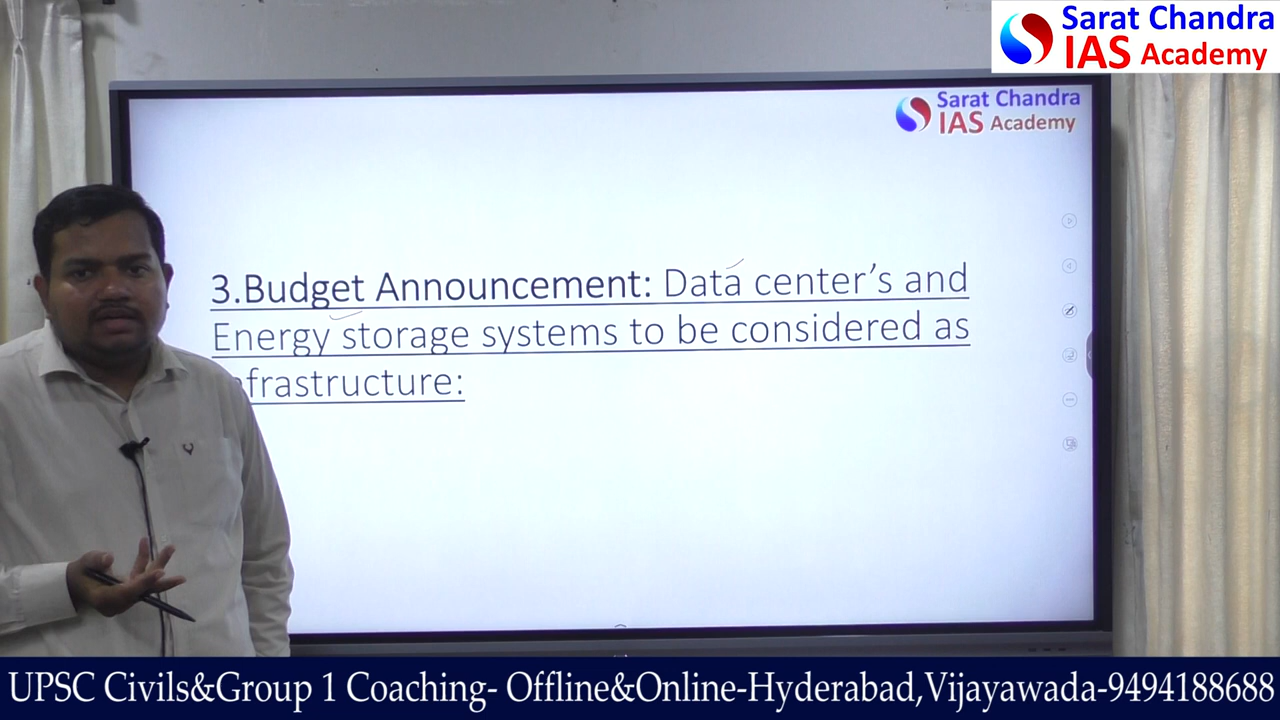 Sarat Chandra
IAS Academy
Sarat Chandra
IAS Academy
3.Budget Announcement: Data center’s and
Energy storage systems to be considered as
nfrastructure:
UPSC Civils&Group 1 Coaching- Offline&Online-Hyderabad,Vijayawada-9494188688